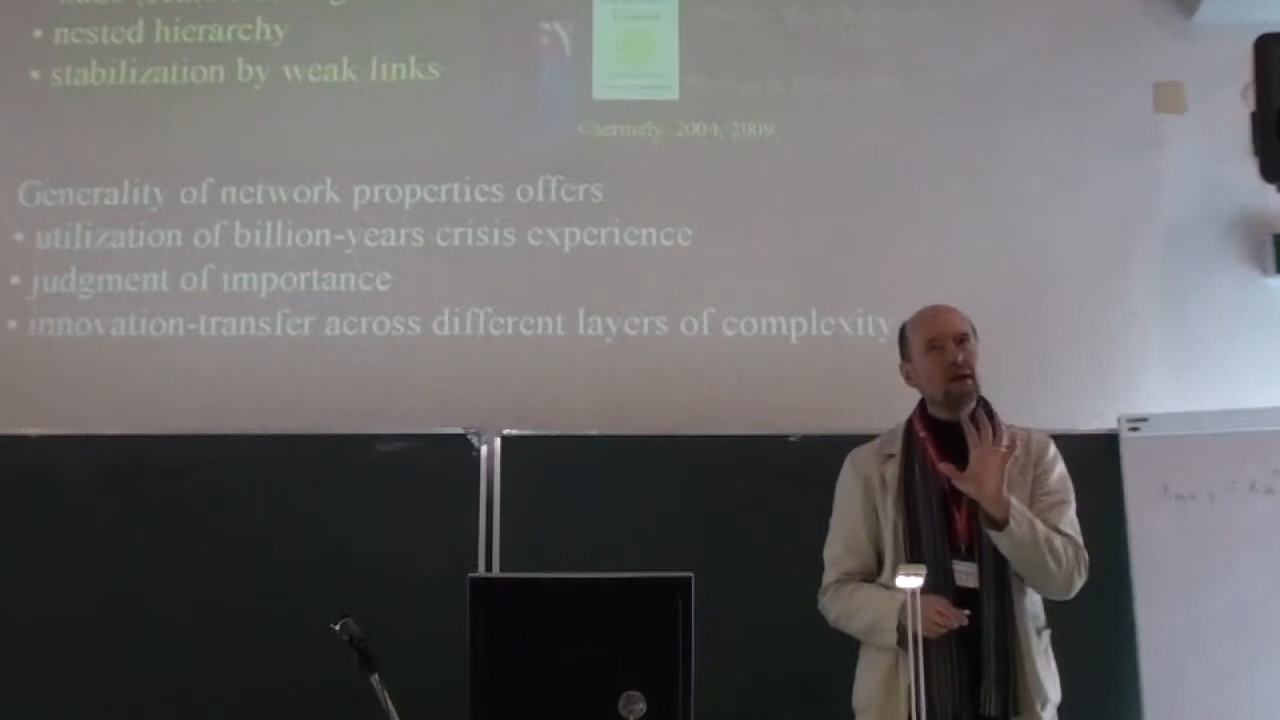 • nested hierarchy
• stabilization by weak links
Csermely, 2004, 2009
Generality of network properties offers
• utilization of billion-years crisis experience
• judgment of importance
• innovation-transfer across different layers of complexity